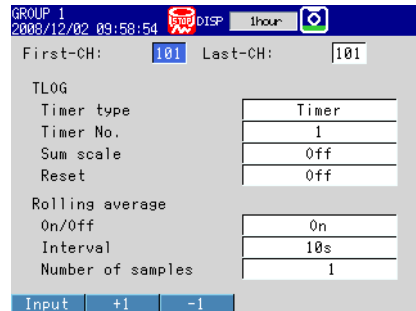 GROUP 1
2008/12/02 09:58:54 STOP DISP 1hour
First-CH: 101 Last-CH: 101
TLOG
Timer type Timer
Timer No. 1
Sum scale Off
Reset Off
Rolling average
On/Off On
Interval 10s
Number of samples 1
Input +1 -1